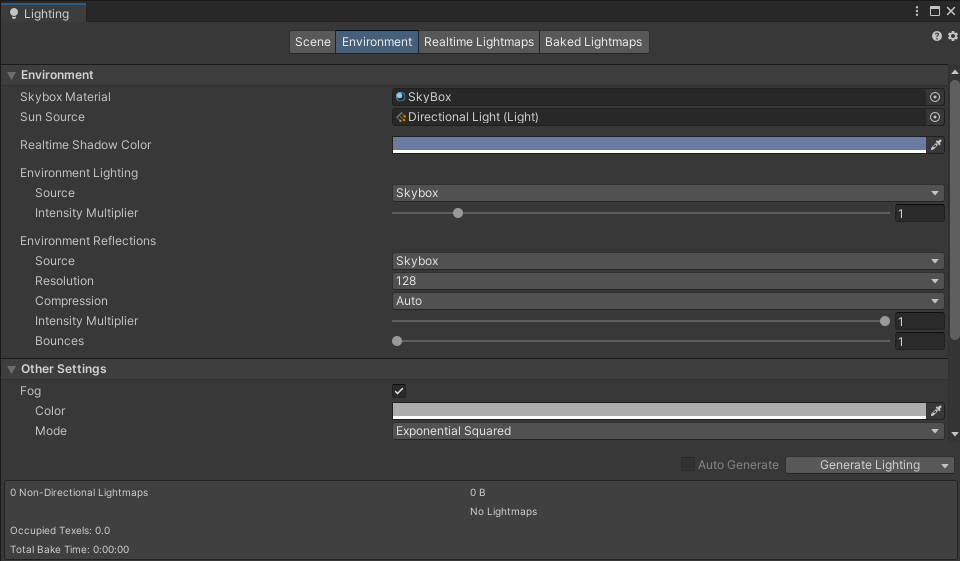 Lighting
Scene Environment Realtime Lightmaps Baked Lightmaps
Environment
Skybox Material SkyBox
Sun Source Directional Light (Light)
Realtime Shadow Color
Environment Lighting
Source Skybox
Intensity Multiplier 1
Environment Reflections
Source Skybox
Resolution 128
Compression Auto
Intensity Multiplier 1
Bounces 1
Other Settings
Fog
Color
Mode Exponential Squared
Auto Generate Generate Lighting
0 Non-Directional Lightmaps 0 B
No Lightmaps
Occupied Texels: 0.0
Total Bake Time: 0:00:00